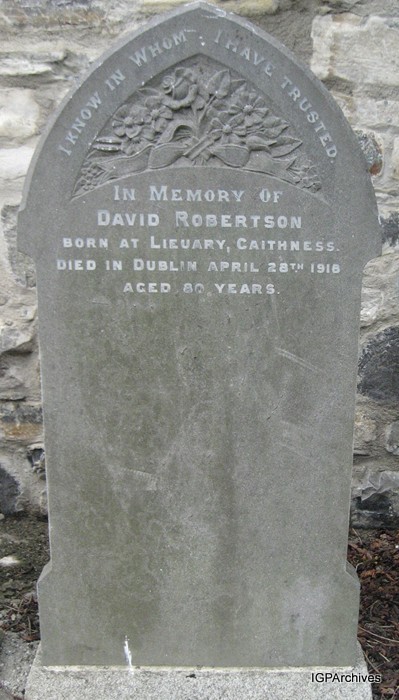 I KNOW IN WHOM I HAVE TRUSTED.
IN MEMORY OF
DAVID ROBERTSON
BORN AT LIEUARY, CAITHNESS.
DIED IN DUBLIN APRIL 28TH 1916
AGED 80 YEARS.
IGPArchives